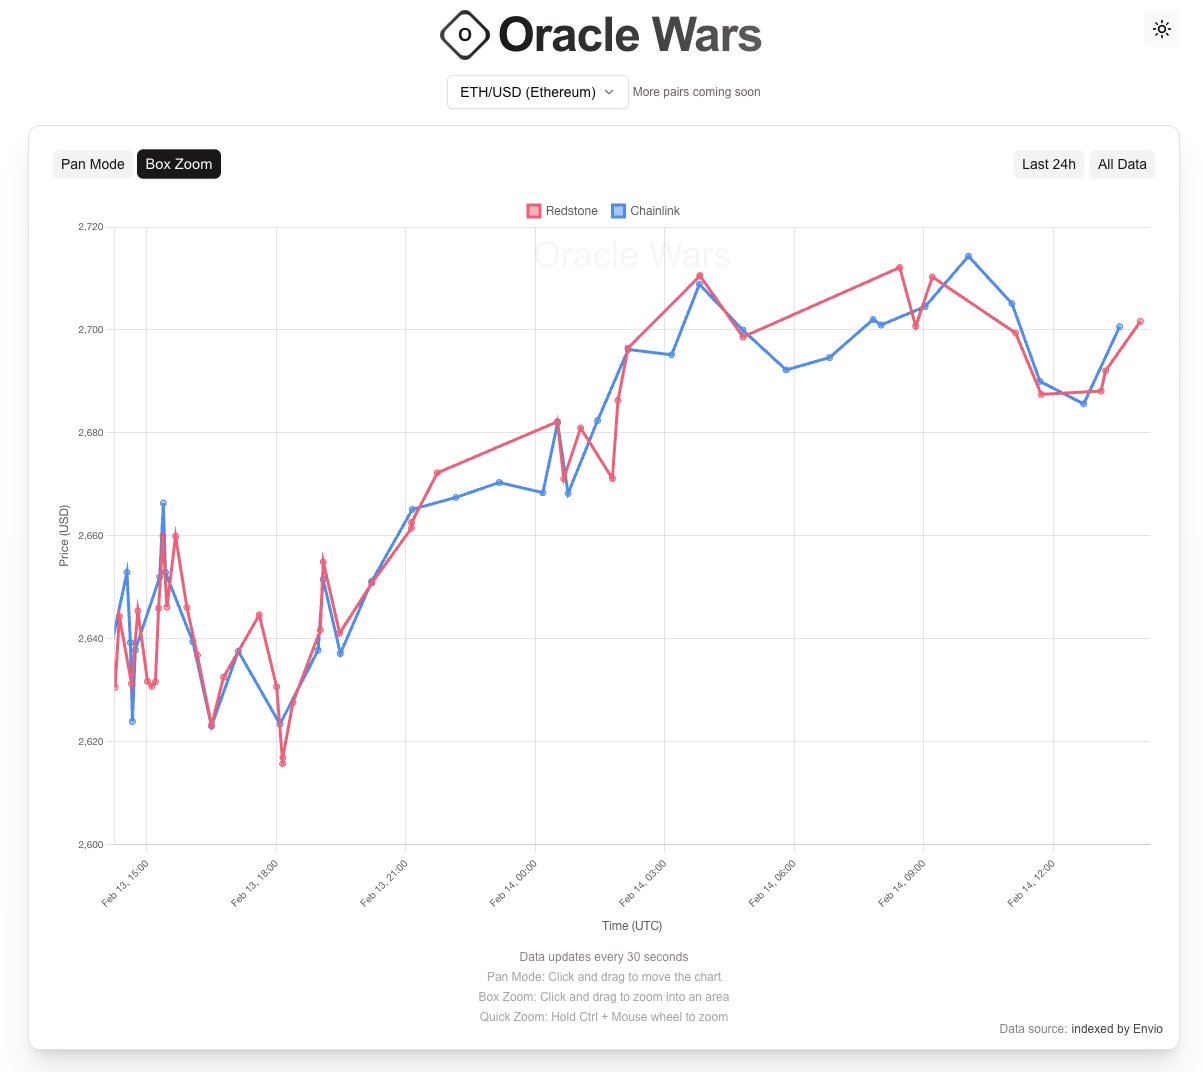 O Oracle Wars
ETH/USD (Ethereum) More pairs coming soon
Pan Mode Box Zoom Last 24h All Data
Redstone Chainlink
Oracle Wars
2,720
2,700
2,680
2,660
2,640
2,620
2,600
Price (USD)
Feb 13, 15:00 Feb 13, 18:00 Feb 13, 21:00 Feb 14, 00:00 Feb 14, 03:00 Feb 14, 06:00 Feb 14, 09:00 Feb 14, 12:00
Time (UTC)
Data updates every 30 seconds
Pan Mode: Click and drag to move the chart
Box Zoom: Click and drag to zoom into an area
Quick Zoom: Hold Ctrl + Mouse wheel to zoom
Data source: indexed by Envio